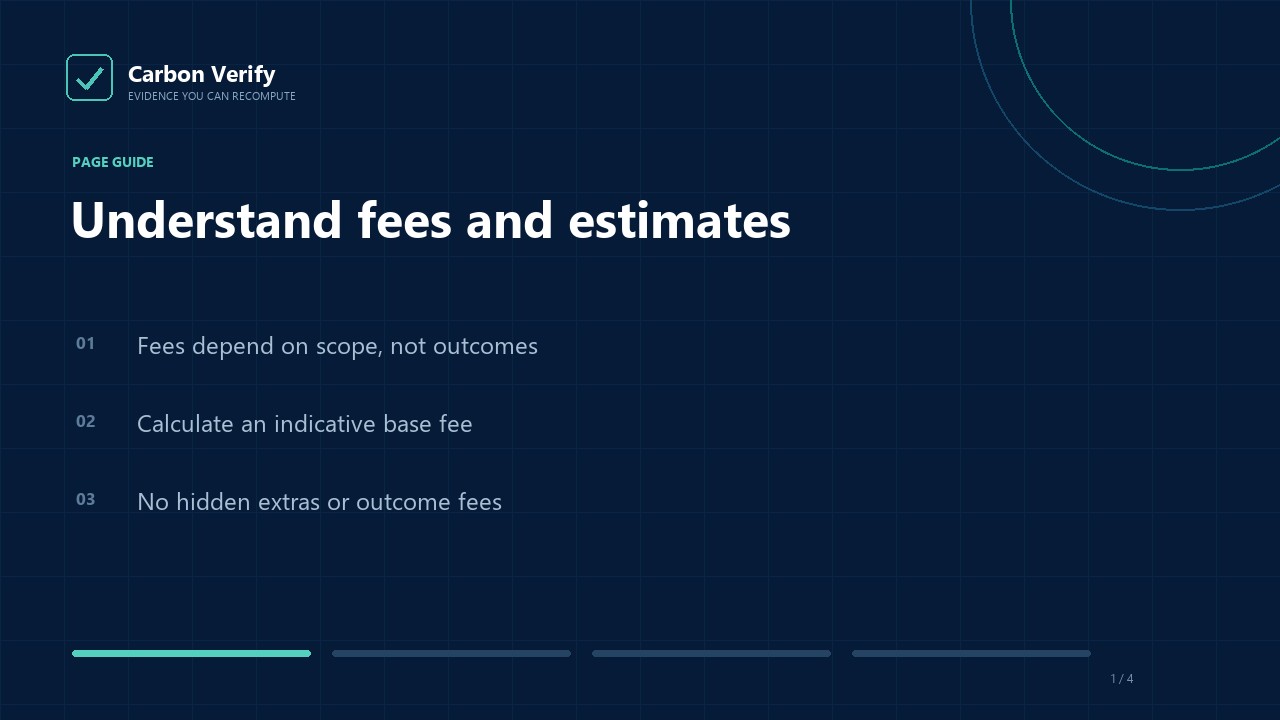 Carbon Verify
EVIDENCE YOU CAN RECOMPUTE
PAGE GUIDE
Understand fees and estimates
01 Fees depend on scope, not outcomes
02 Calculate an indicative base fee
03 No hidden extras or outcome fees
1 / 4